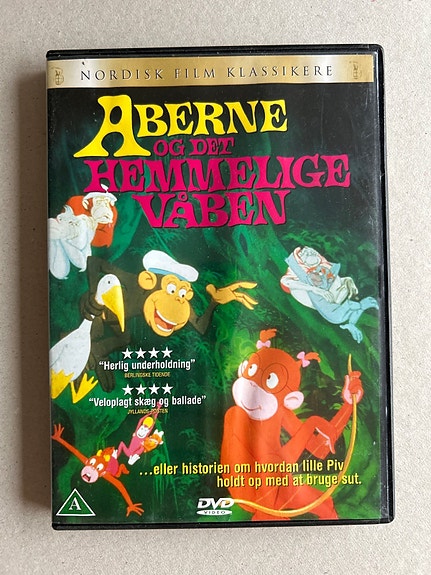 NORDISK FILM KLASSIKERE
ABERNE
OG DET
HEMMELIGE
VÅBEN
★★★★
"Herlig underholdning"
BERLINGSKE TIDENDE
★★★★
"Veloplagt skæg og ballade"
JYLLANDS-POSTEN
...eller historien om hvordan lille Piv
holdt op med at bruge sut.
A
DVD
VIDEO